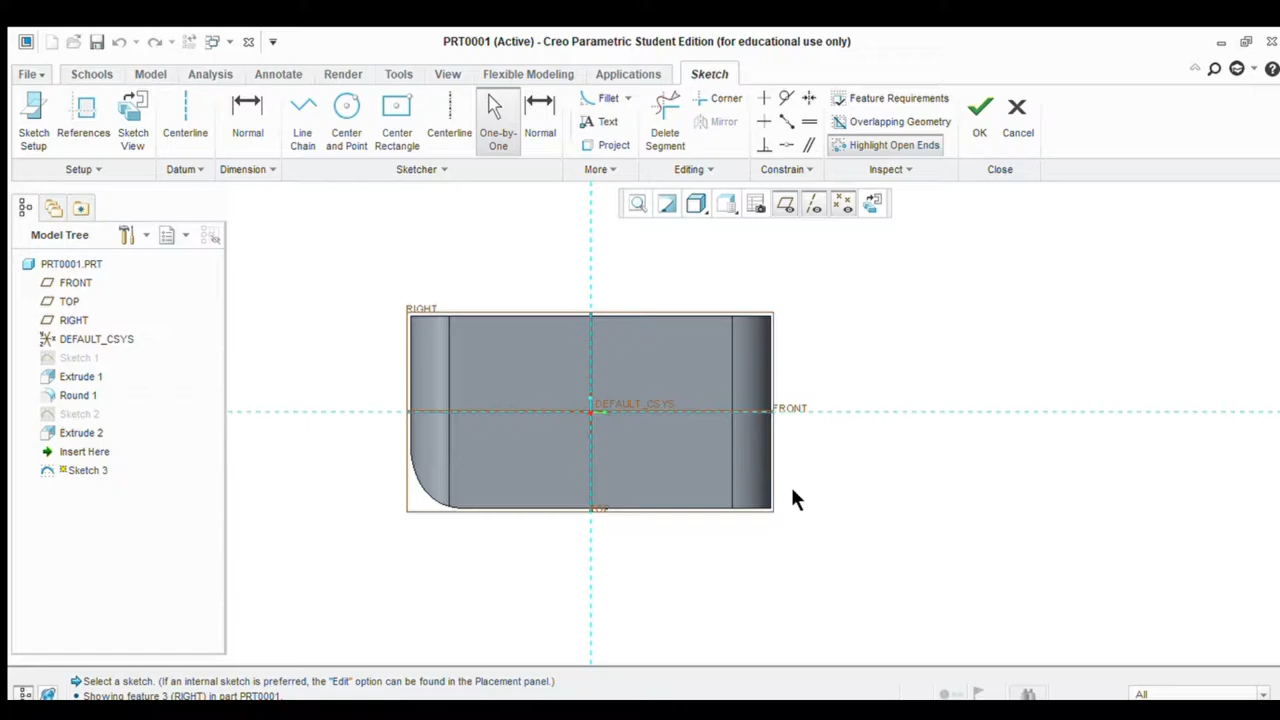 PRT0001 (Active) - Creo Parametric Student Edition (for educational use only)
File Schools Model Analysis Annotate Render Tools View Flexible Modeling Applications Sketch
Sketch Setup
References
Sketch View
Centerline
Normal
Line Chain
Center and Point
Center Rectangle
Centerline
One-by-One
Normal
Fillet
Text
Project
Delete Segment
Corner
Mirror
Feature Requirements
Overlapping Geometry
Highlight Open Ends
OK
Cancel
Setup Datum Dimension Sketcher More Editing Constrain Inspect Close
Model Tree
PRT0001.PRT
FRONT
TOP
RIGHT
DEFAULT_CSYS
Sketch 1
Extrude 1
Round 1
Sketch 2
Extrude 2
Insert Here
Sketch 3
RIGHT
DEFAULT_CSYS
FRONT
Select a sketch. (If an internal sketch is preferred, the "Edit" option can be found in the Placement panel.)
Showing feature 3 (RIGHT) in part PRT0001.
All